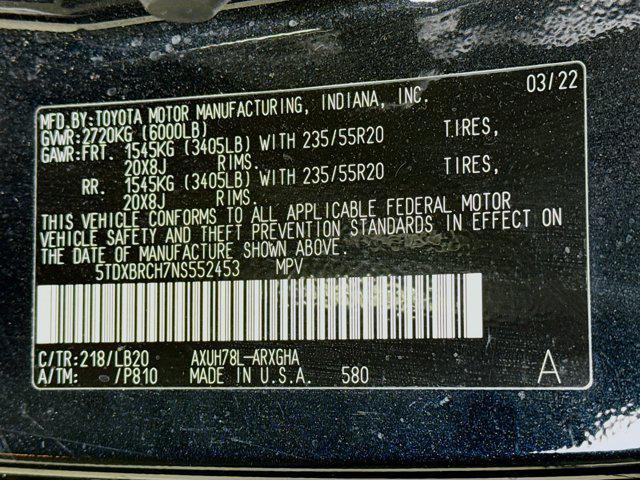 MFD.BY:TOYOTA MOTOR MANUFACTURING, INDIANA, INC. 03/22
GVWR:2720KG (6000LB)
GAWR:FRT. 1545KG (3405LB) WITH 235/55R20 TIRES,
20X8J RIMS.
RR. 1545KG (3405LB) WITH 235/55R20 TIRES,
20X8J RIMS.
THIS VEHICLE CONFORMS TO ALL APPLICABLE FEDERAL MOTOR
VEHICLE SAFETY AND THEFT PREVENTION STANDARDS IN EFFECT ON
THE DATE OF MANUFACTURE SHOWN ABOVE.
5TDXBRCH7NS552453 MPV
C/TR:218/LB20 AXUH78L-ARXGHA
A/TM: /P810 MADE IN U.S.A. 580 A